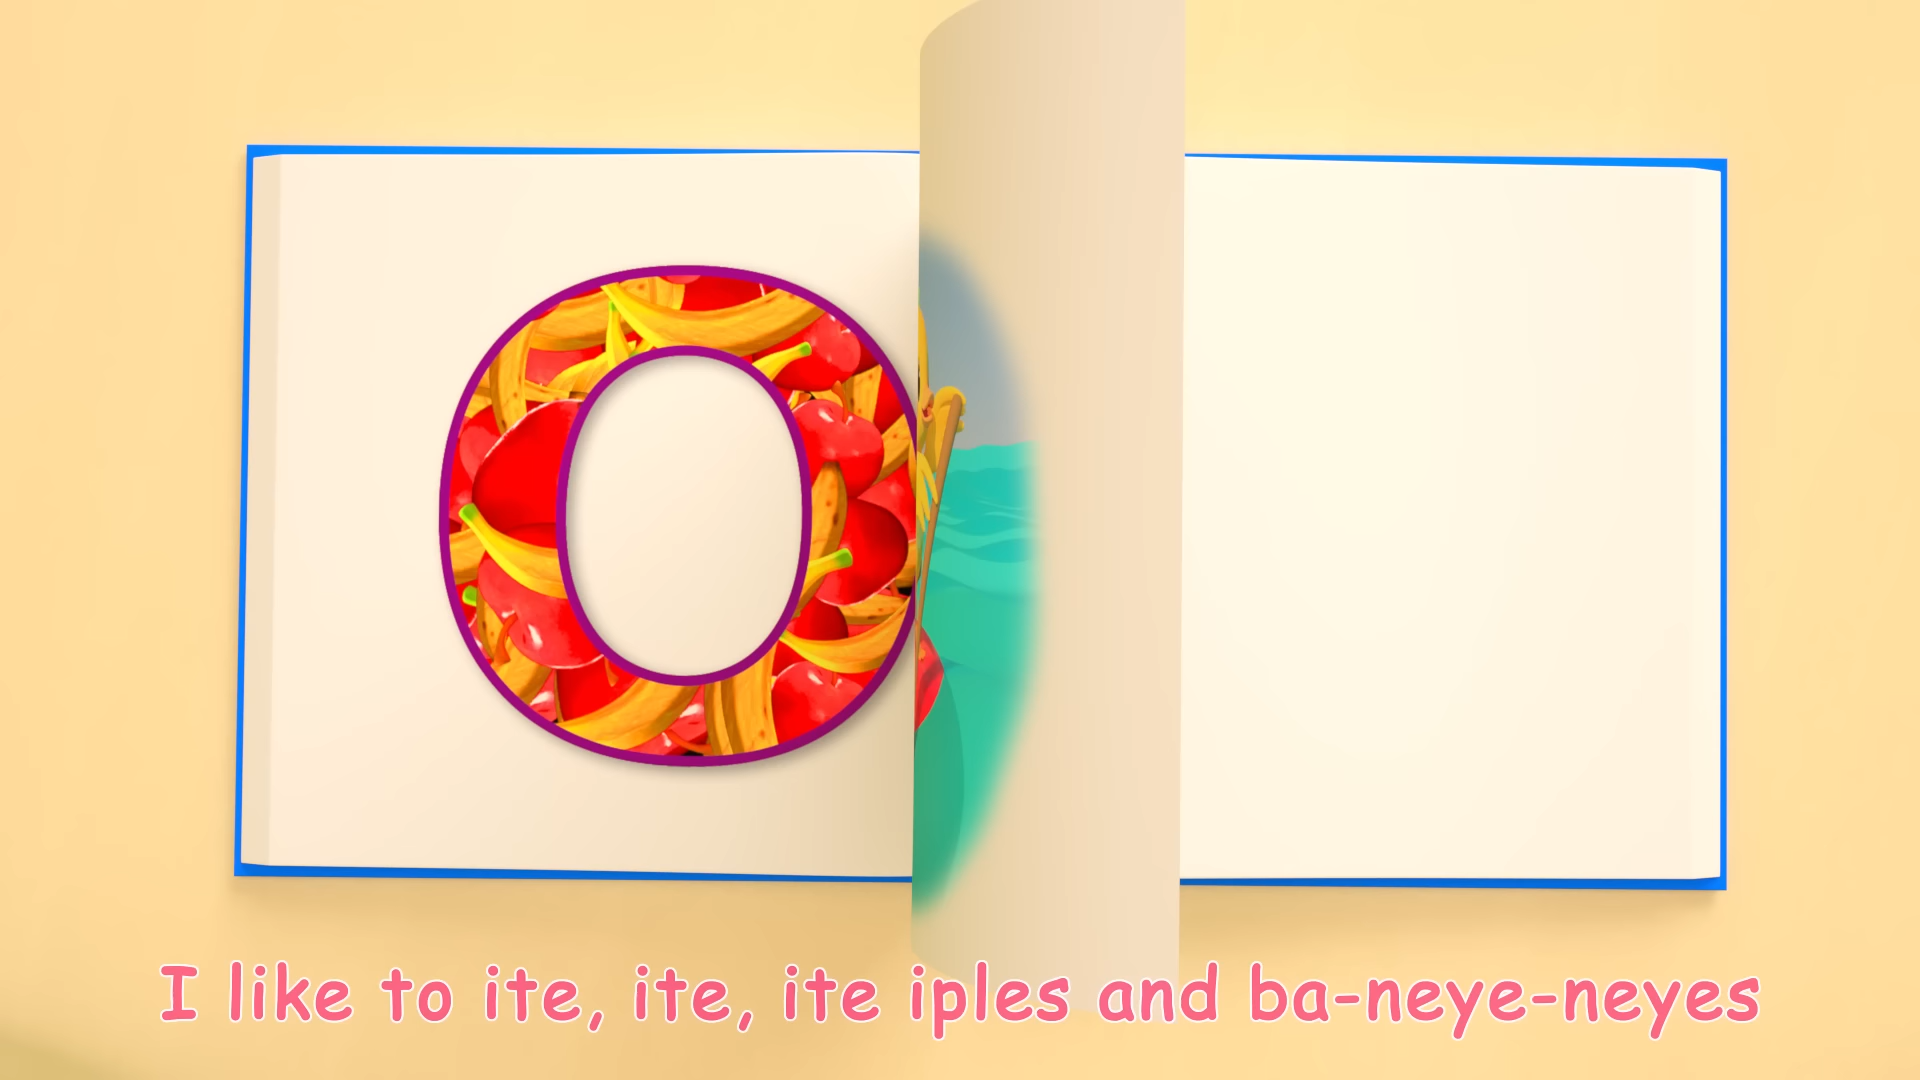 O
I like to ite, ite, ite iples and ba-neye-neyes